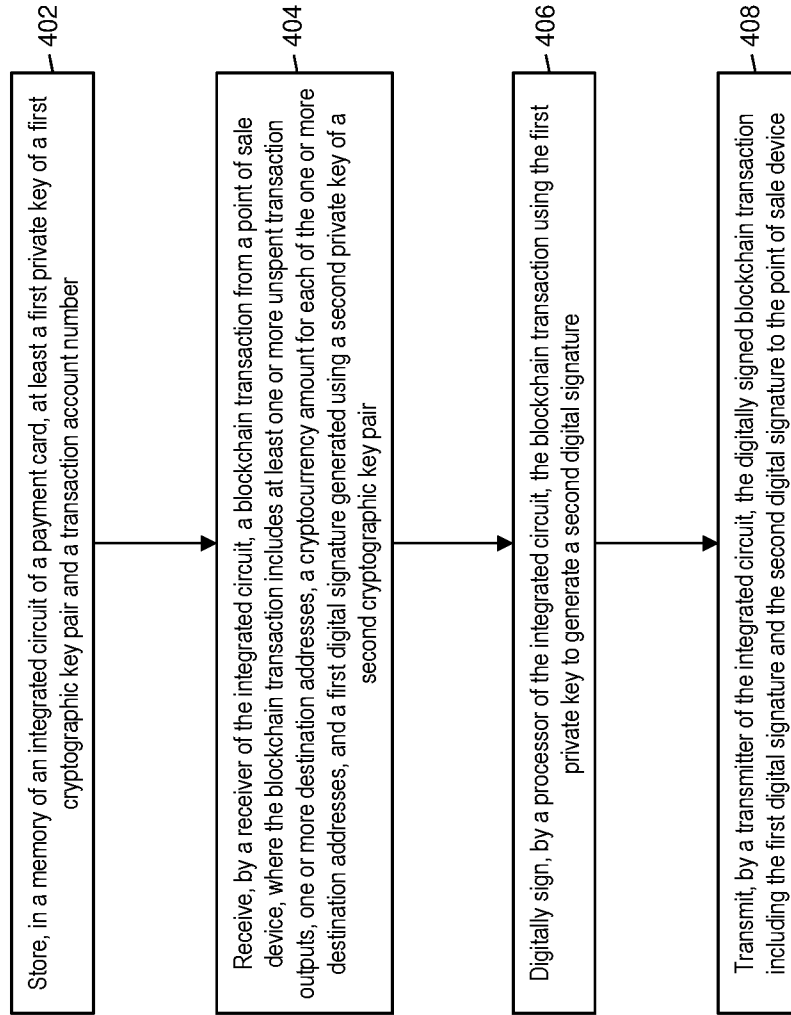 Store, in a memory of an integrated circuit of a payment card, at least a first private key of a first
cryptographic key pair and a transaction account number
402
Receive, by a receiver of the integrated circuit, a blockchain transaction from a point of sale
device, where the blockchain transaction includes at least one or more unspent transaction
outputs, one or more destination addresses, a cryptocurrency amount for each of the one or more
destination addresses, and a first digital signature generated using a second private key of a
second cryptographic key pair
404
Digitally sign, by a processor of the integrated circuit, the blockchain transaction using the first
private key to generate a second digital signature
406
Transmit, by a transmitter of the integrated circuit, the digitally signed blockchain transaction
including the first digital signature and the second digital signature to the point of sale device
408